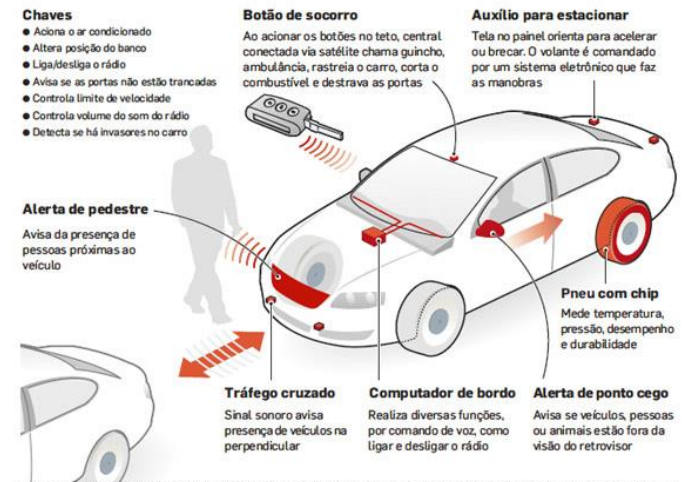 Chaves
● Aciona o ar condicionado
● Altera posição do banco
● Liga/desliga o rádio
● Avisa se as portas não estão trancadas
● Controla limite de velocidade
● Controla volume do som do rádio
● Detecta se há invasores no carro
Botão de socorro
Ao acionar os botões no teto, central
conectada via satélite chama guincho,
ambulância, rastreia o carro, corta o
combustível e destrava as portas
Auxílio para estacionar
Tela no painel orienta para acelerar
ou brecar. O volante é comandado
por um sistema eletrônico que faz
as manobras
Alerta de pedestre
Avisa da presença de
pessoas próximas ao
veículo
Pneu com chip
Mede temperatura,
pressão, desempenho
e durabilidade
Tráfego cruzado
Sinal sonoro avisa
presença de veículos na
perpendicular
Computador de bordo
Realiza diversas funções,
por comando de voz, como
ligar e desligar o rádio
Alerta de ponto cego
Avisa se veículos, pessoas
ou animais estão fora da
visão do retrovisor